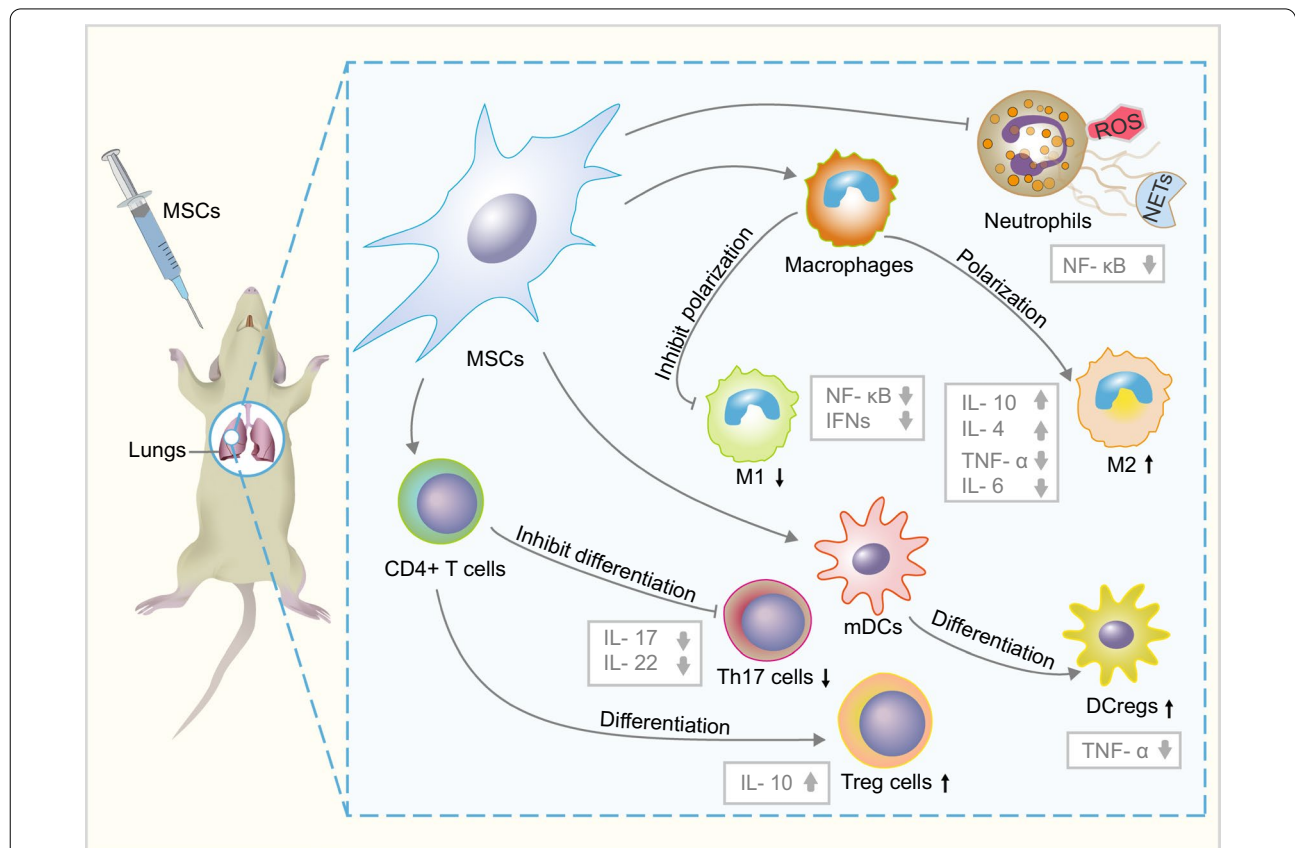 MSCs
Lungs
MSCs
ROS
NETs
Neutrophils
NF- κB
Macrophages
Inhibit polarization
Polarization
NF- κB
IFNs
M1
IL- 10
IL- 4
TNF- α
IL- 6
M2
CD4+ T cells
Inhibit differentiation
IL- 17
IL- 22
Th17 cells
mDCs
Differentiation
DCregs
TNF- α
Differentiation
IL- 10
Treg cells